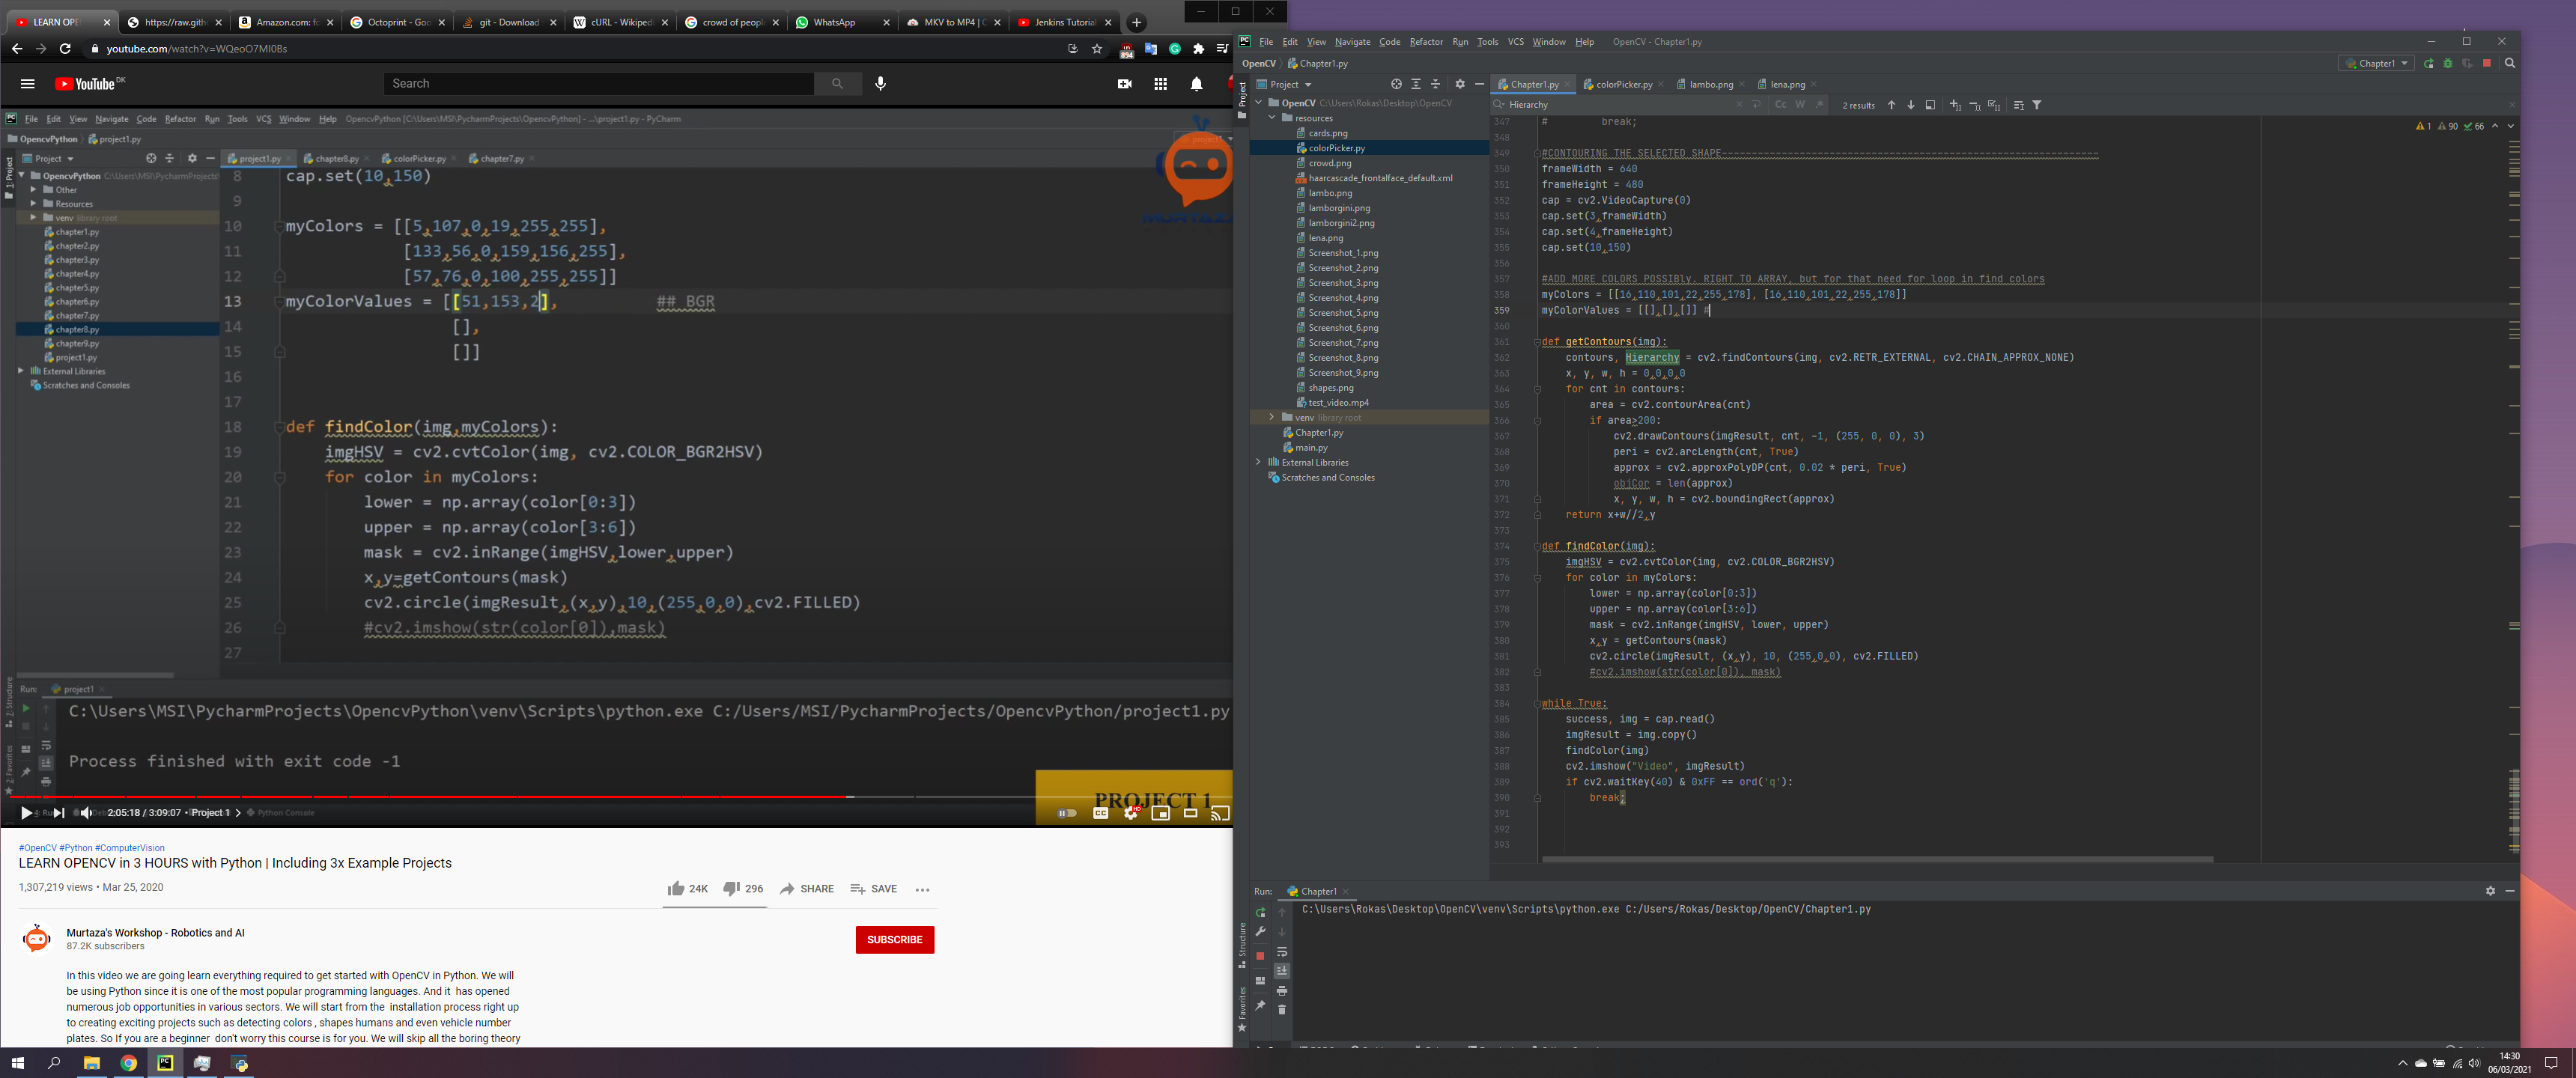 LEARN OPE
https://raw.gith
Amazon.com: fo
Octoprint - Goo
git - Download
cURL - Wikiped
crowd of people
WhatsApp
MKV to MP4 | C
Jenkins Tutorial
youtube.com/watch?v=WQeoO7MI0Bs
894
YouTube DK
Search
File Edit View Navigate Code Refactor Run Tools VCS Window Help OpencvPython [C:\Users\MSI\PycharmProjects\OpencvPython] - ...\project1.py - PyCharm
OpencvPython project1.py
Project
project1.py chapter8.py colorPicker.py chapter7.py
OpencvPython C:\Users\MSI\PycharmProjects\
Other
Resources
venv library root
chapter1.py
chapter2.py
chapter3.py
chapter4.py
chapter5.py
chapter6.py
chapter7.py
chapter8.py
chapter9.py
project1.py
External Libraries
Scratches and Consoles
8 cap.set(10,150)
9
10 myColors = [[5,107,0,19,255,255],
11 [133,56,0,159,156,255],
12 [57,76,0,100,255,255]]
13 myColorValues = [[51,153,2], ## BGR
14 [],
15 []]
16
17
18 def findColor(img,myColors):
19 imgHSV = cv2.cvtColor(img, cv2.COLOR_BGR2HSV)
20 for color in myColors:
21 lower = np.array(color[0:3])
22 upper = np.array(color[3:6])
23 mask = cv2.inRange(imgHSV,lower,upper)
24 x,y=getContours(mask)
25 cv2.circle(imgResult,(x,y),10,(255,0,0),cv2.FILLED)
26 #cv2.imshow(str(color[0]),mask)
27
Run: project1
C:\Users\MSI\PycharmProjects\OpencvPython\venv\Scripts\python.exe C:/Users/MSI/PycharmProjects/OpencvPython/project1.py
Process finished with exit code -1
PROJECT 1
2:05:18 / 3:09:07 • Project 1
Python Console
#OpenCV #Python #ComputerVision
LEARN OPENCV in 3 HOURS with Python | Including 3x Example Projects
1,307,219 views • Mar 25, 2020
24K 296 SHARE SAVE
Murtaza's Workshop - Robotics and AI
87.2K subscribers
SUBSCRIBE
In this video we are going learn everything required to get started with OpenCV in Python. We will
be using Python since it is one of the most popular programming languages. And it has opened
numerous job opportunities in various sectors. We will start from the installation process right up
to creating exciting projects such as detecting colors , shapes humans and even vehicle number
plates. So If you are a beginner don't worry this course is for you. We will skip all the boring theory
File Edit View Navigate Code Refactor Run Tools VCS Window Help OpenCV - Chapter1.py
OpenCV Chapter1.py
Chapter1
Project
Chapter1.py colorPicker.py lambo.png lena.png
Hierarchy
Cc W .* 2 results
1 90 66
OpenCV C:\Users\Rokas\Desktop\OpenCV
resources
cards.png
colorPicker.py
crowd.png
haarcascade_frontalface_default.xml
lambo.png
lamborgini.png
lamborgini2.png
lena.png
Screenshot_1.png
Screenshot_2.png
Screenshot_3.png
Screenshot_4.png
Screenshot_5.png
Screenshot_6.png
Screenshot_7.png
Screenshot_8.png
Screenshot_9.png
shapes.png
test_video.mp4
venv library root
Chapter1.py
main.py
External Libraries
Scratches and Consoles
347 # break;
348
349 #CONTOURING THE SELECTED SHAPE---------------------------------------------------------------
350 frameWidth = 640
351 frameHeight = 480
352 cap = cv2.VideoCapture(0)
353 cap.set(3,frameWidth)
354 cap.set(4,frameHeight)
355 cap.set(10,150)
356
357 #ADD MORE COLORS POSSIBly, RIGHT TO ARRAY, but for that need for loop in find colors
358 myColors = [[16,110,101,22,255,178], [16,110,101,22,255,178]]
359 myColorValues = [[],[],[]] #
360
361 def getContours(img):
362 contours, Hierarchy = cv2.findContours(img, cv2.RETR_EXTERNAL, cv2.CHAIN_APPROX_NONE)
363 x, y, w, h = 0,0,0,0
364 for cnt in contours:
365 area = cv2.contourArea(cnt)
366 if area>200:
367 cv2.drawContours(imgResult, cnt, -1, (255, 0, 0), 3)
368 peri = cv2.arcLength(cnt, True)
369 approx = cv2.approxPolyDP(cnt, 0.02 * peri, True)
370 objCor = len(approx)
371 x, y, w, h = cv2.boundingRect(approx)
372 return x+w//2,y
373
374 def findColor(img):
375 imgHSV = cv2.cvtColor(img, cv2.COLOR_BGR2HSV)
376 for color in myColors:
377 lower = np.array(color[0:3])
378 upper = np.array(color[3:6])
379 mask = cv2.inRange(imgHSV, lower, upper)
380 x,y = getContours(mask)
381 cv2.circle(imgResult, (x,y), 10, (255,0,0), cv2.FILLED)
382 #cv2.imshow(str(color[0]), mask)
383
384 while True:
385 success, img = cap.read()
386 imgResult = img.copy()
387 findColor(img)
388 cv2.imshow("Video", imgResult)
389 if cv2.waitKey(40) & 0xFF == ord('q'):
390 break;
391
392
393
Run: Chapter1
C:\Users\Rokas\Desktop\OpenCV\venv\Scripts\python.exe C:/Users/Rokas/Desktop/OpenCV/Chapter1.py
Structure
Favorites
14:30
06/03/2021